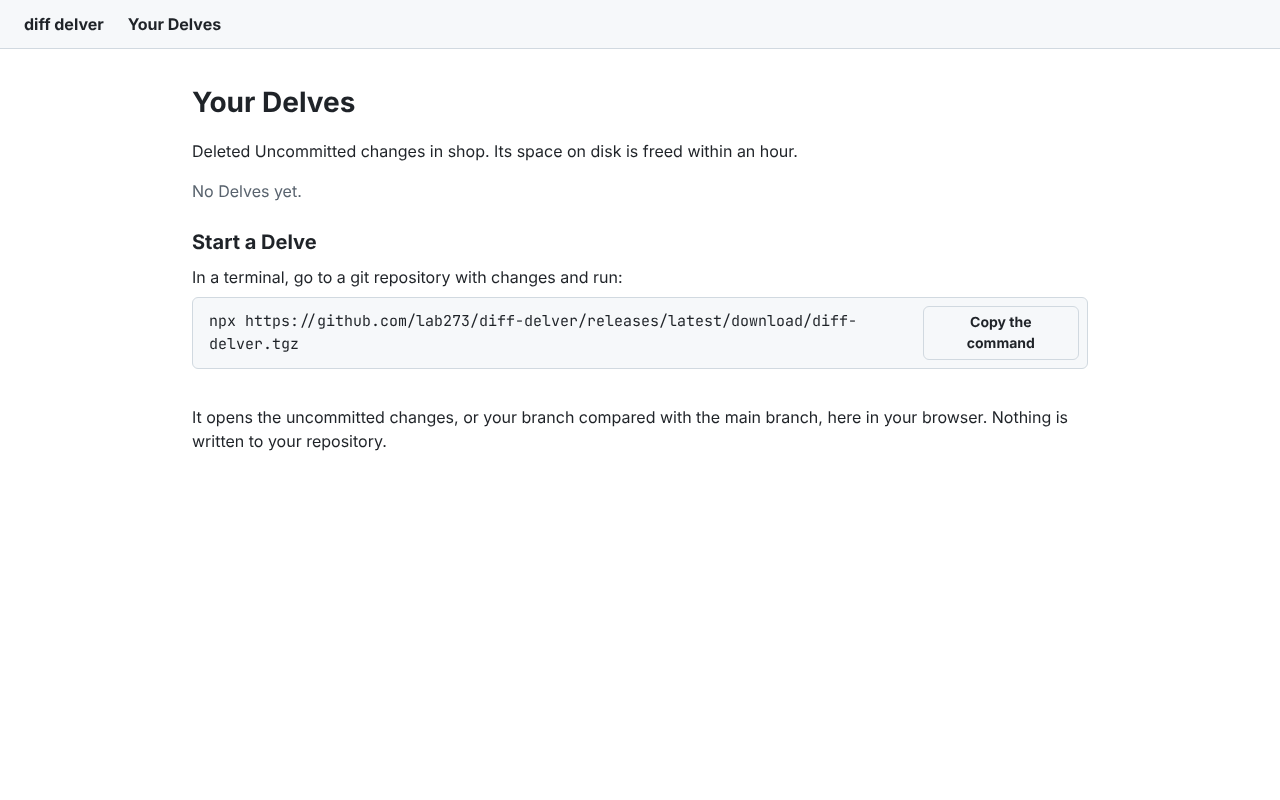 diff delver Your Delves
Your Delves
Deleted Uncommitted changes in shop. Its space on disk is freed within an hour.
No Delves yet.
Start a Delve
In a terminal, go to a git repository with changes and run:
npx https://github.com/lab273/diff-delver/releases/latest/download/diff-
delver.tgz
Copy the
command
It opens the uncommitted changes, or your branch compared with the main branch, here in your browser. Nothing is
written to your repository.